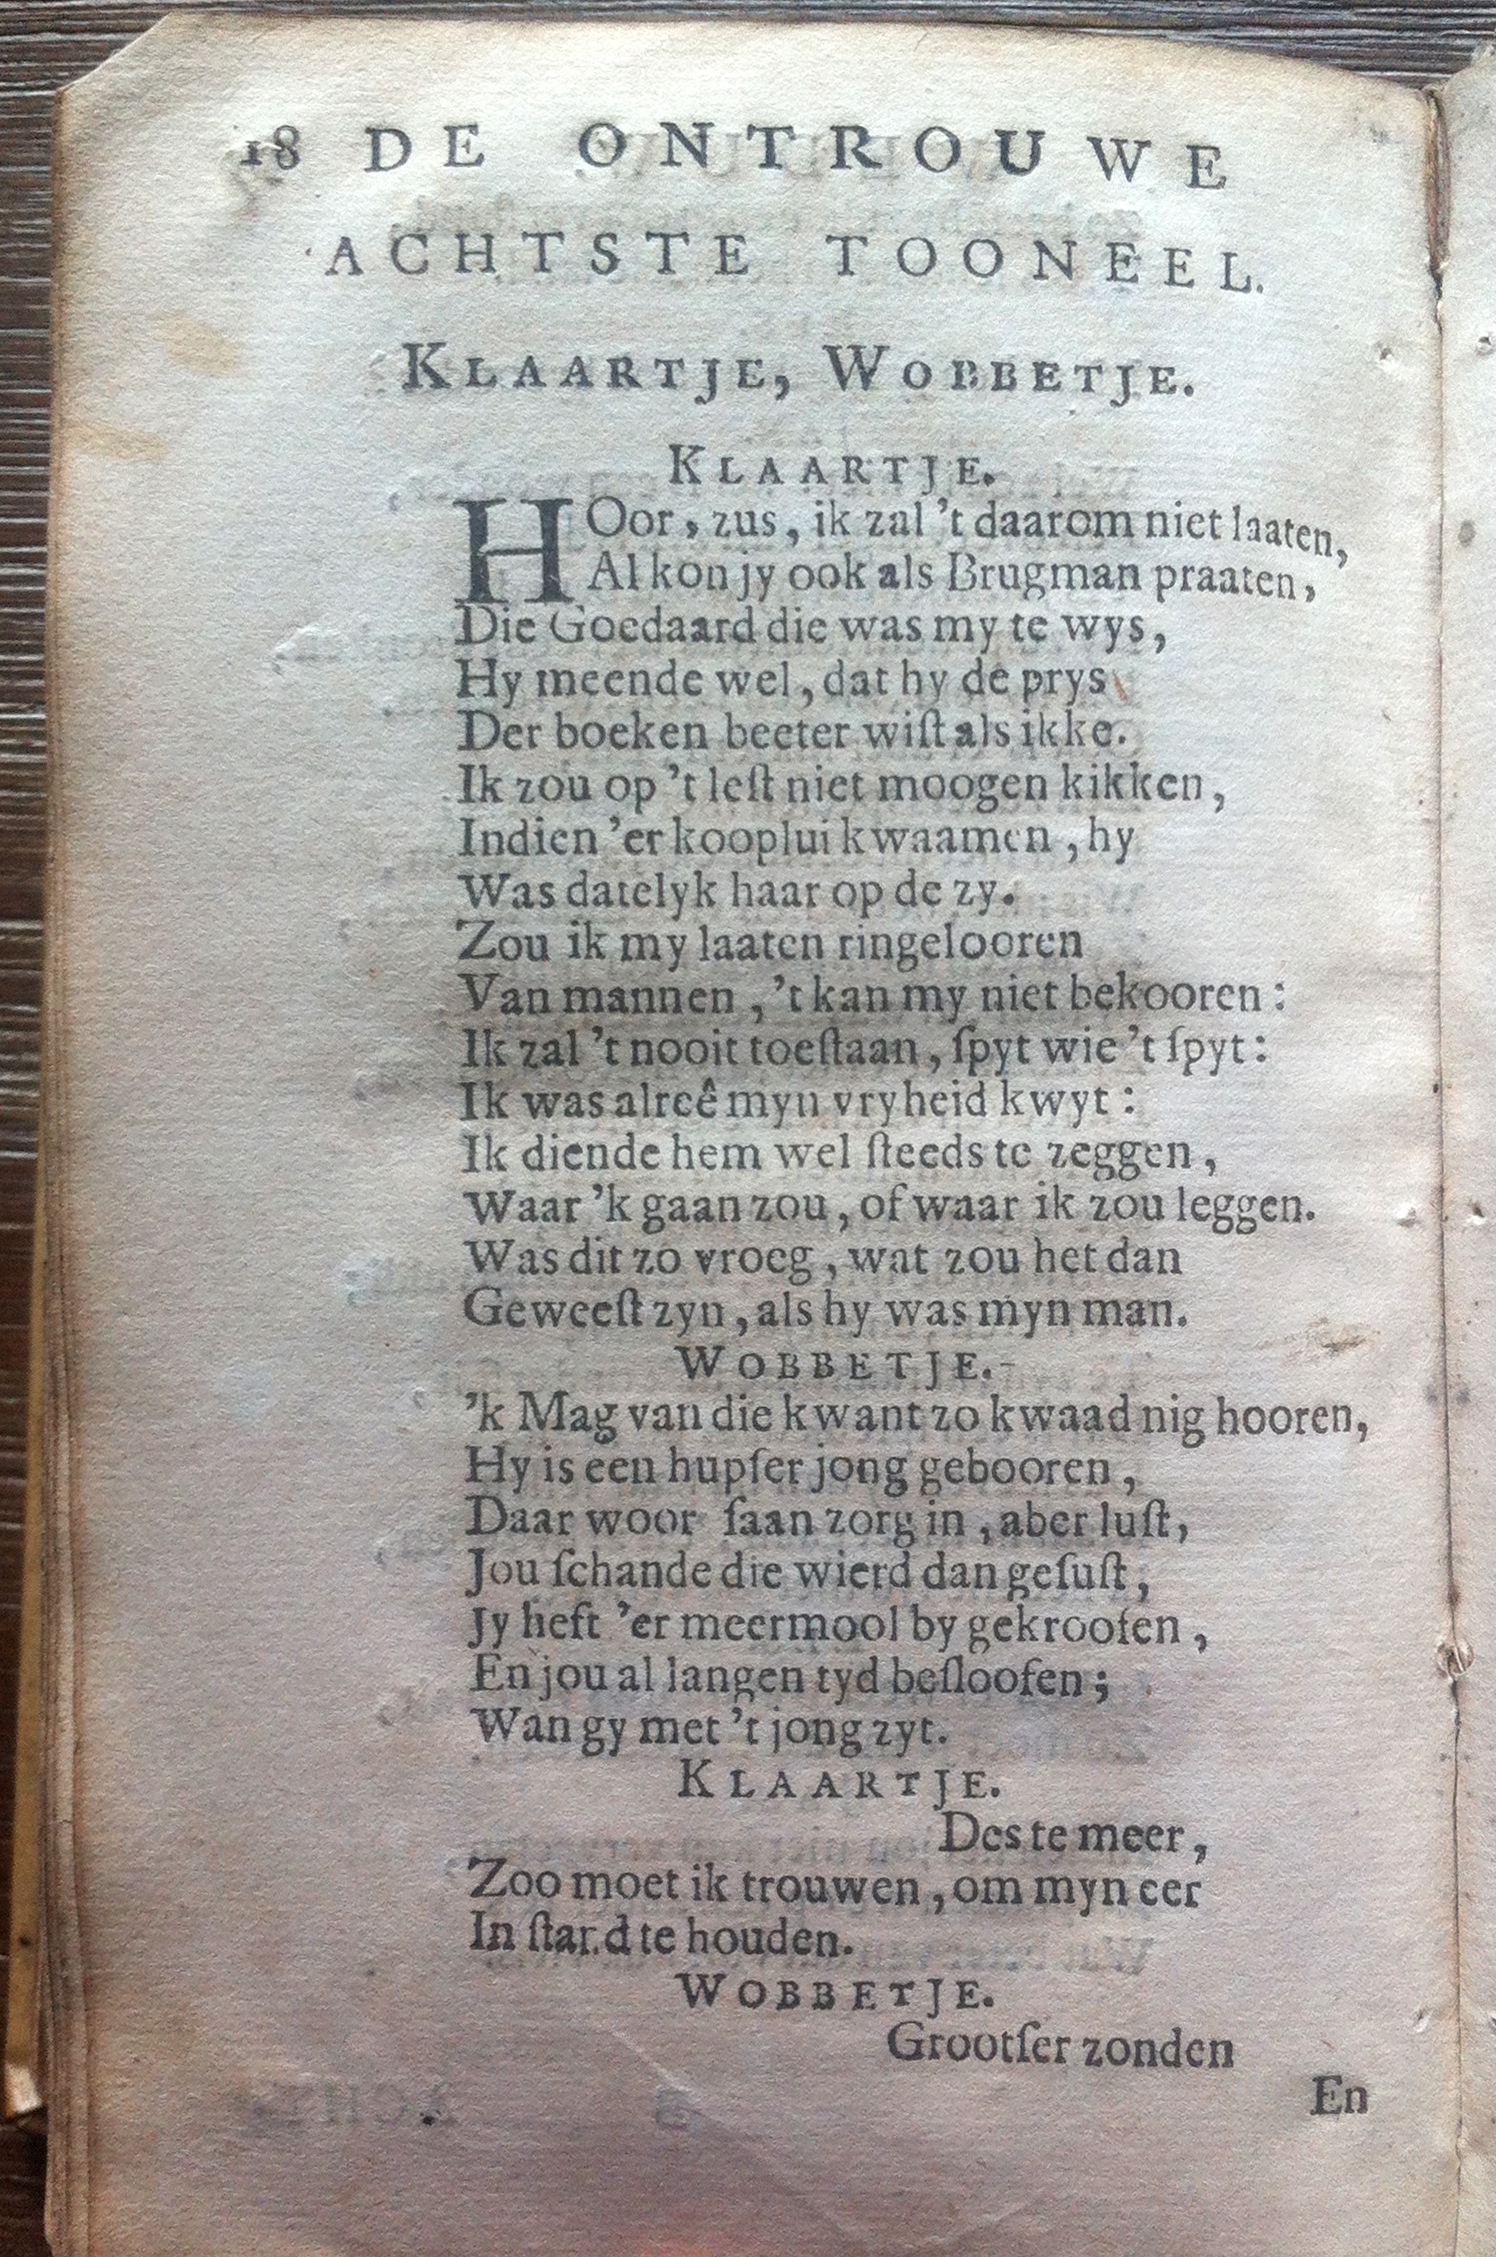 18 DE ONTROUWE
ACHTSTE TOONEEL.
KLAARTJE, WOBBETJE.
KLAARTJE.
HOor, zus, ik zal 't daarom niet laaten,
Al kon jy ook als Brugman praaten,
Die Goedaard die was my te wys,
Hy meende wel, dat hy de prys
Der boeken beeter wiſt als ikke.
Ik zou op 't leſt niet moogen kikken,
Indien 'er kooplui kwaamen, hy
Was datelyk haar op de zy.
Zou ik my laaten ringelooren
Van mannen, 't kan my niet bekooren:
Ik zal 't nooit toeſtaan, ſpyt wie 't ſpyt:
Ik was alreê myn vryheid kwyt:
Ik diende hem wel ſteeds te zeggen,
Waar 'k gaan zou, of waar ik zou leggen.
Was dit zo vroeg, wat zou het dan
Geweeſt zyn, als hy was myn man.
WOBBETJE.
'k Mag van die kwant zo kwaad nig hooren,
Hy is een hupſer jong gebooren,
Daar woor ſaan zorg in, aber luſt,
Jou ſchande die wierd dan geſuſt,
Jy heft 'er meermool by gekroofen,
En jou al langen tyd beſloofen;
Wan gy met 't jong zyt.
KLAARTJE.
Des te meer,
Zoo moet ik trouwen, om myn eer
In ſtand te houden.
WOBBETJE.
Grootſer zonden
En